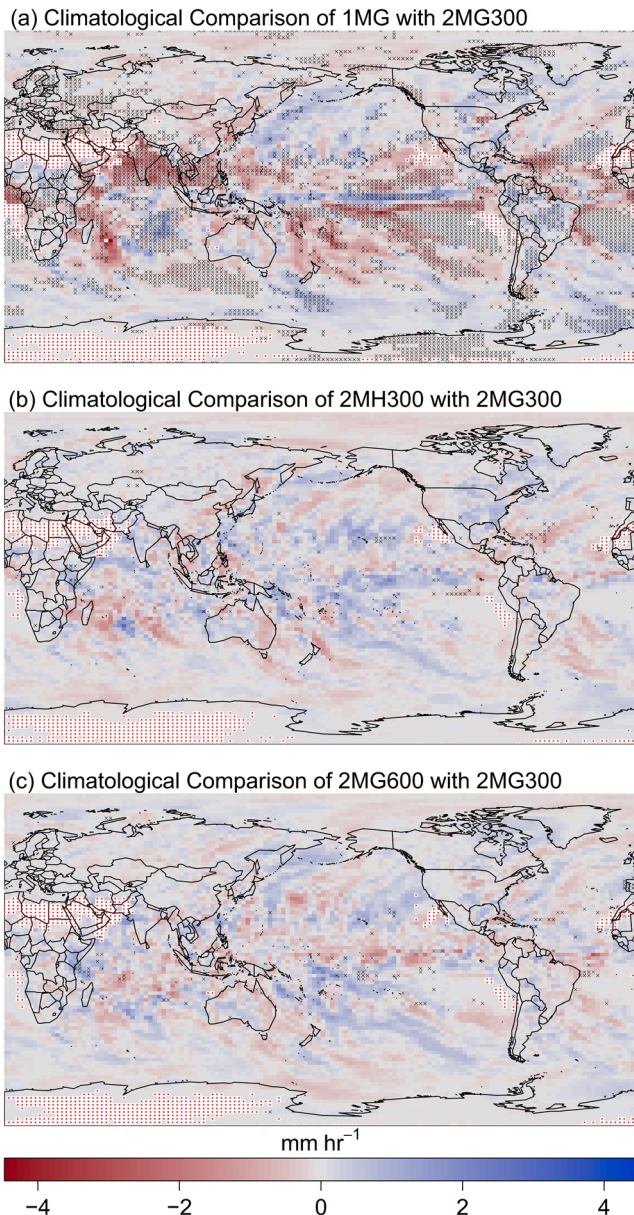 (a) Climatological Comparison of 1MG with 2MG300
(b) Climatological Comparison of 2MH300 with 2MG300
(c) Climatological Comparison of 2MG600 with 2MG300
mm hr⁻¹
−4 −2 0 2 4